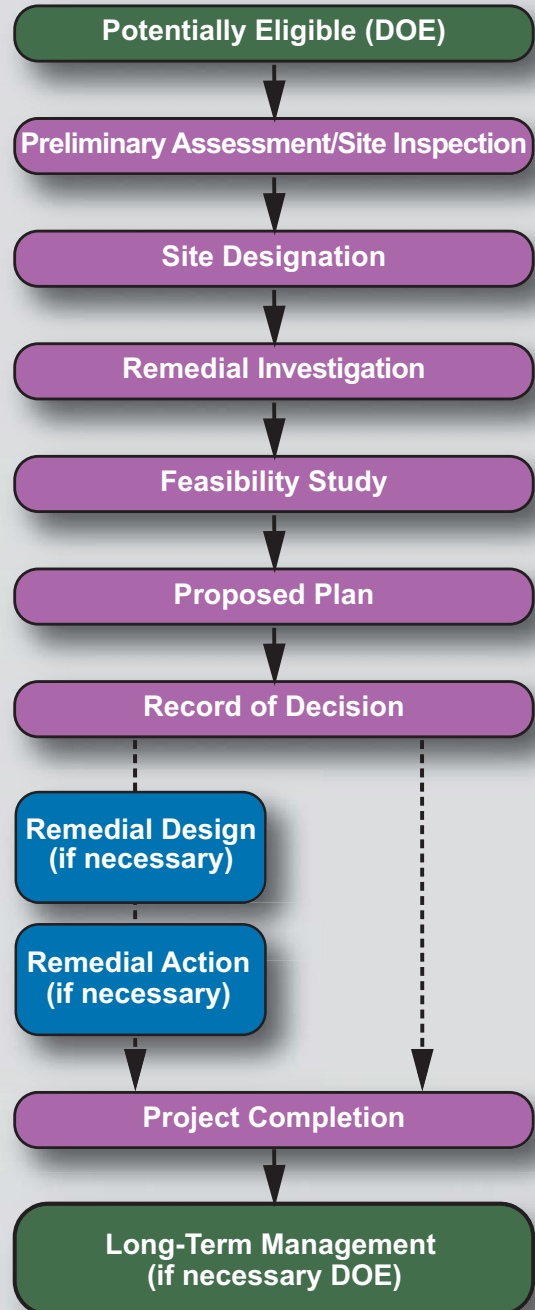 Potentially Eligible (DOE)
Preliminary Assessment/Site Inspection
Site Designation
Remedial Investigation
Feasibility Study
Proposed Plan
Record of Decision
Remedial Design
(if necessary)
Remedial Action
(if necessary)
Project Completion
Long-Term Management
(if necessary DOE)